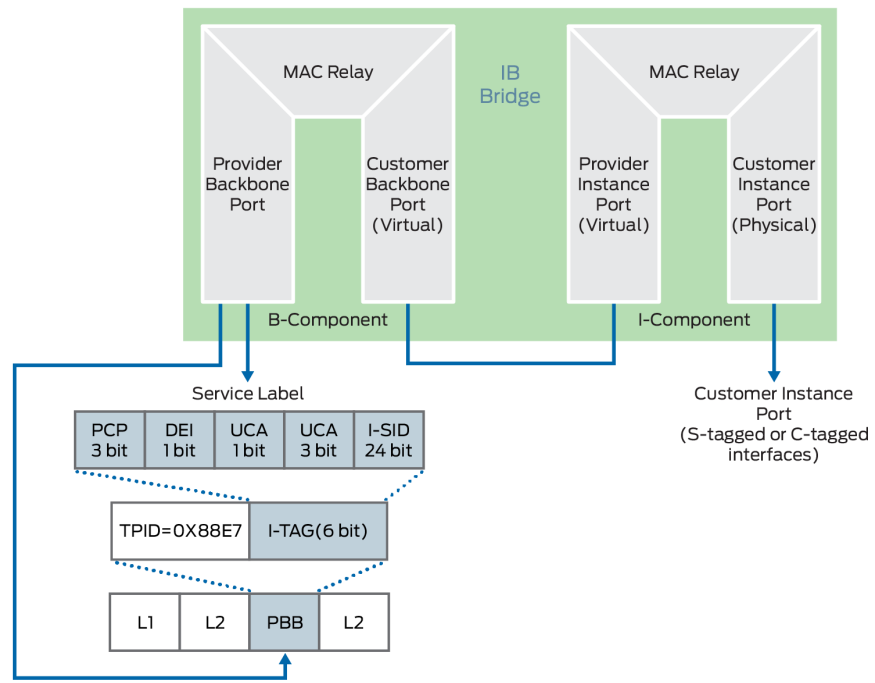 MAC Relay
IB
Bridge
MAC Relay
Provider
Backbone
Port
Customer
Backbone
Port
(Virtual)
Provider
Instance
Port
(Virtual)
Customer
Instance
Port
(Physical)
B-Component
I-Component
Service Label
Customer Instance
Port
(S-tagged or C-tagged
interfaces)
PCP
3 bit
DEI
1 bit
UCA
1 bit
UCA
3 bit
I-SID
24 bit
TPID=0X88E7
I-TAG(6 bit)
L1
L2
PBB
L2